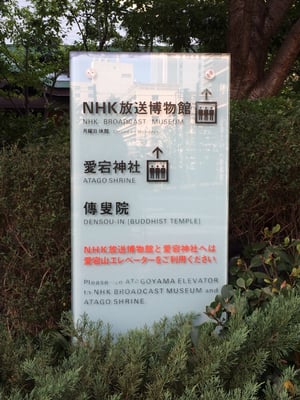 NHK放送博物館
NHK BROADCAST MUSEUM
月曜日休館
愛宕神社
ATAGO SHRINE
傳叟院
DENSOU-IN [BUDDHIST TEMPLE]
NHK放送博物館と愛宕神社へは
愛宕山エレベーターをご利用ください
Please ATAGOYAMA ELEVATOR
to NHK BROADCAST MUSEUM and
ATAGO SHRINE.